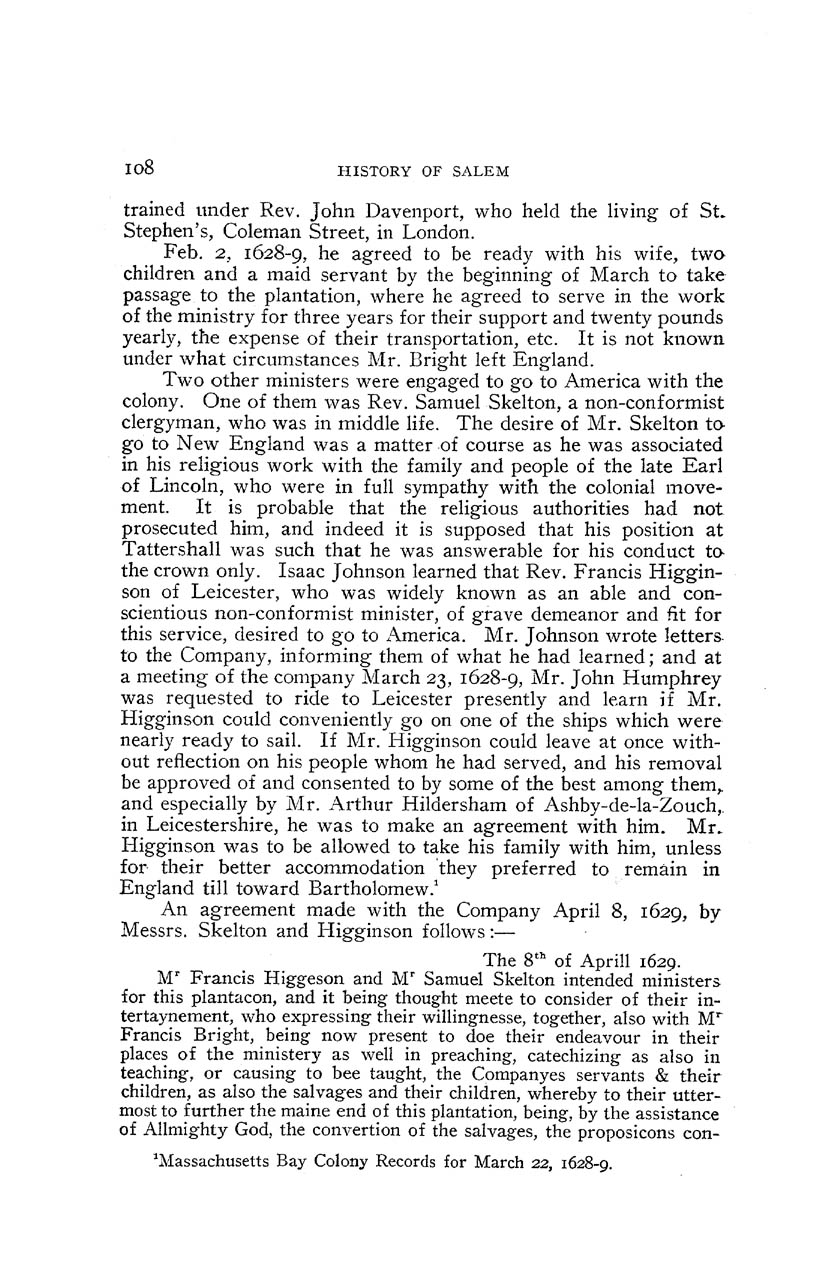 108 HISTORY OF SALEM
trained under Rev. John Davenport, who held the living of St.
Stephen's, Coleman Street, in London.
Feb. 2, 1628-9, he agreed to be ready with his wife, two
children and a maid servant by the beginning of March to take
passage to the plantation, where he agreed to serve in the work
of the ministry for three years for their support and twenty pounds
yearly, the expense of their transportation, etc. It is not known
under what circumstances Mr. Bright left England.
Two other ministers were engaged to go to America with the
colony. One of them was Rev. Samuel Skelton, a non-conformist
clergyman, who was in middle life. The desire of Mr. Skelton to
go to New England was a matter of course as he was associated
in his religious work with the family and people of the late Earl
of Lincoln, who were in full sympathy with the colonial move-
ment. It is probable that the religious authorities had not
prosecuted him, and indeed it is supposed that his position at
Tattershall was such that he was answerable for his conduct to
the crown only. Isaac Johnson learned that Rev. Francis Higgin-
son of Leicester, who was widely known as an able and con-
scientious non-conformist minister, of grave demeanor and fit for
this service, desired to go to America. Mr. Johnson wrote letters
to the Company, informing them of what he had learned; and at
a meeting of the company March 23, 1628-9, Mr. John Humphrey
was requested to ride to Leicester presently and learn if Mr.
Higginson could conveniently go on one of the ships which were
nearly ready to sail. If Mr. Higginson could leave at once with-
out reflection on his people whom he had served, and his removal
be approved of and consented to by some of the best among them,
and especially by Mr. Arthur Hildersham of Ashby-de-la-Zouch,
in Leicestershire, he was to make an agreement with him. Mr.
Higginson was to be allowed to take his family with him, unless
for their better accommodation they preferred to remain in
England till toward Bartholomew.¹
An agreement made with the Company April 8, 1629, by
Messrs. Skelton and Higginson follows:—
The 8th of Aprill 1629.
Mr Francis Higgeson and Mr Samuel Skelton intended ministers
for this plantacon, and it being thought meete to consider of their in-
tertaynement, who expressing their willingnesse, together, also with Mr
Francis Bright, being now present to doe their endeavour in their
places of the ministery as well in preaching, catechizing as also in
teaching, or causing to bee taught, the Companyes servants & their
children, as also the salvages and their children, whereby to their utter-
most to further the maine end of this plantation, being, by the assistance
of Allmighty God, the convertion of the salvages, the proposicons con-
¹Massachusetts Bay Colony Records for March 22, 1628-9.